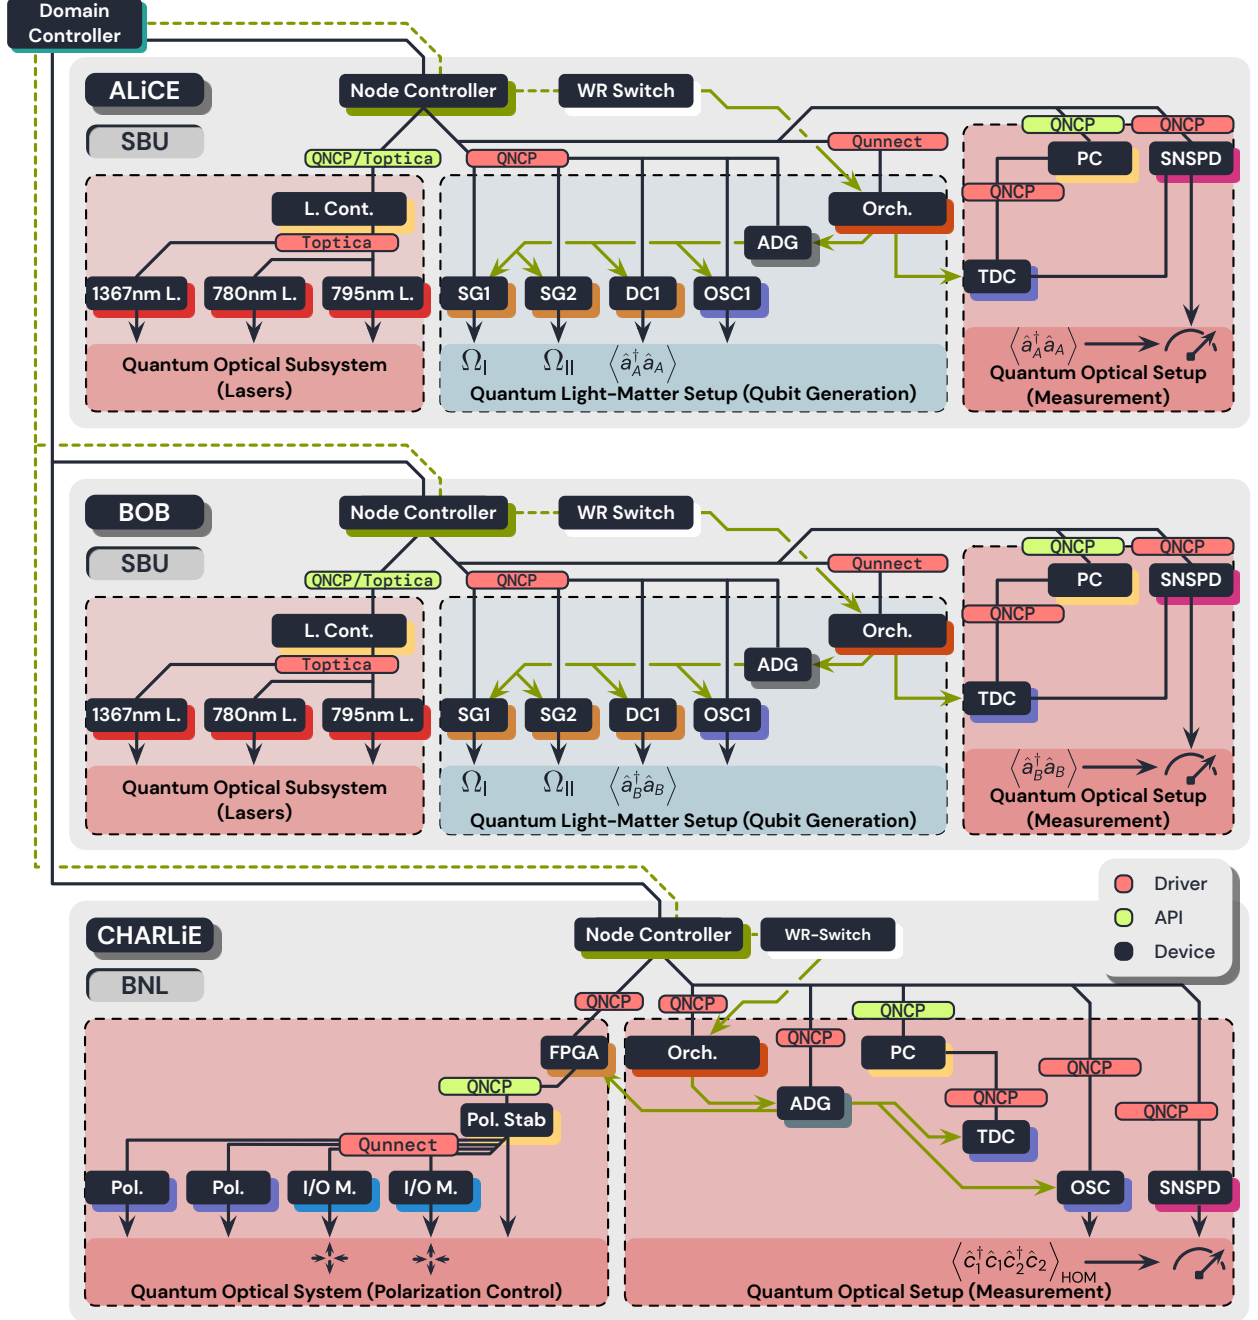 Domain
Controller
ALiCE
SBU
Node Controller
WR Switch
QNCP/Toptica
QNCP
Qunnect
QNCP
QNCP
QNCP
L. Cont.
Toptica
1367nm L.
780nm L.
795nm L.
SG1
SG2
DC1
OSC1
ADG
Orch.
PC
SNSPD
TDC
Quantum Optical Subsystem
(Lasers)
Ω_I
Ω_II
⟨â†_A â_A⟩
Quantum Light-Matter Setup (Qubit Generation)
⟨â†_A â_A⟩
Quantum Optical Setup
(Measurement)
BOB
SBU
Node Controller
WR Switch
QNCP/Toptica
QNCP
Qunnect
QNCP
QNCP
QNCP
L. Cont.
Toptica
1367nm L.
780nm L.
795nm L.
SG1
SG2
DC1
OSC1
ADG
Orch.
PC
SNSPD
TDC
Quantum Optical Subsystem
(Lasers)
Ω_I
Ω_II
⟨â†_B â_B⟩
Quantum Light-Matter Setup (Qubit Generation)
⟨â†_B â_B⟩
Quantum Optical Setup
(Measurement)
Driver
API
Device
CHARLiE
BNL
Node Controller
WR-Switch
QNCP
QNCP
QNCP
QNCP
FPGA
Orch.
PC
QNCP
QNCP
QNCP
QNCP
ADG
Pol. Stab
TDC
Qunnect
Pol.
Pol.
I/O M.
I/O M.
OSC
SNSPD
Quantum Optical System (Polarization Control)
⟨ĉ†_1 ĉ_1 ĉ†_2 ĉ_2⟩_HOM
Quantum Optical Setup (Measurement)